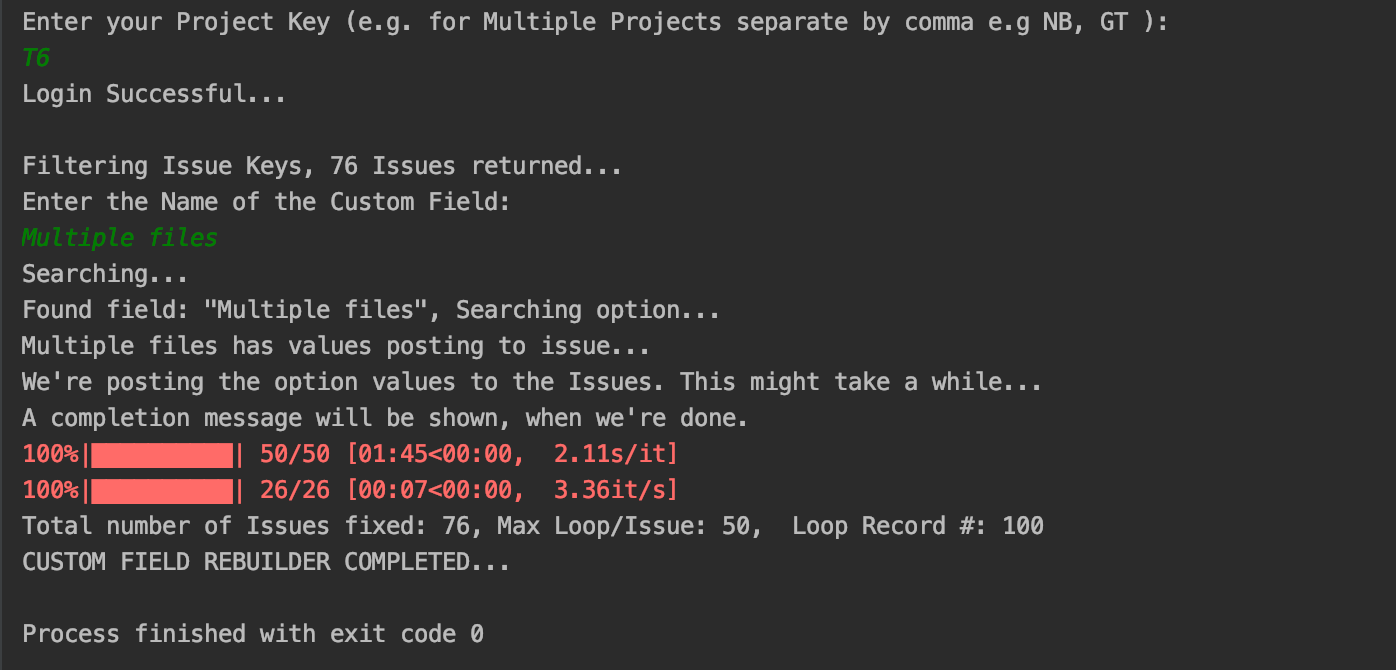 Enter your Project Key (e.g. for Multiple Projects separate by comma e.g NB, GT ):
T6
Login Successful...
Filtering Issue Keys, 76 Issues returned...
Enter the Name of the Custom Field:
Multiple files
Searching...
Found field: "Multiple files", Searching option...
Multiple files has values posting to issue...
We're posting the option values to the Issues. This might take a while...
A completion message will be shown, when we're done.
100%|██████████| 50/50 [01:45<00:00,  2.11s/it]
100%|██████████| 26/26 [00:07<00:00,  3.36it/s]
Total number of Issues fixed: 76, Max Loop/Issue: 50,  Loop Record #: 100
CUSTOM FIELD REBUILDER COMPLETED...
Process finished with exit code 0